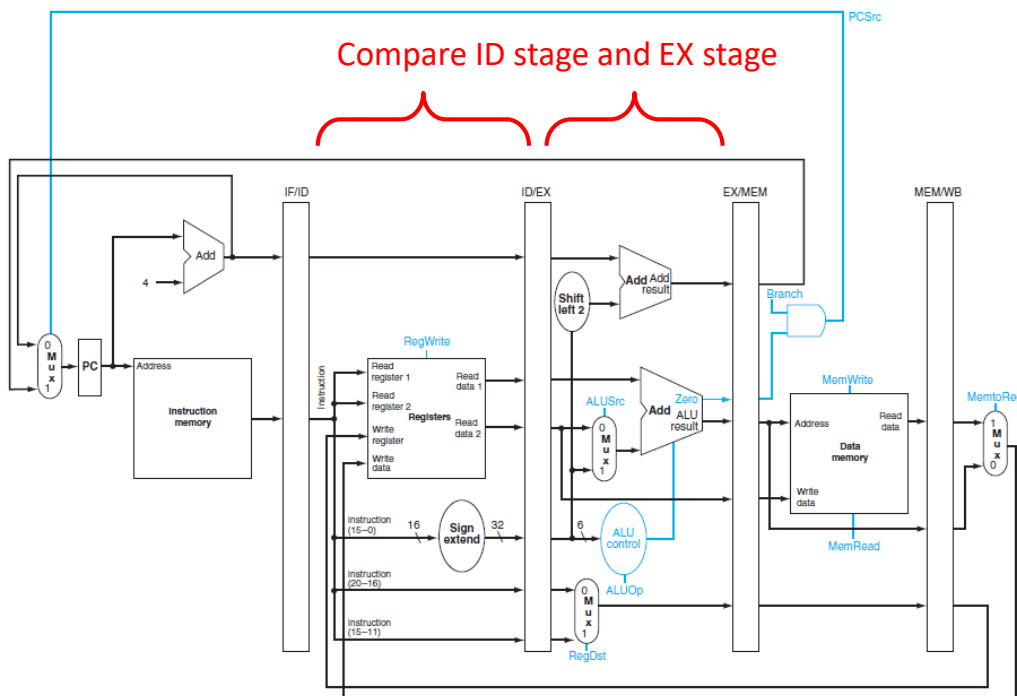 PCSrc
Compare ID stage and EX stage
IF/ID
ID/EX
EX/MEM
MEM/WB
Add
4
Add Add
result
Shift
left 2
Branch
0
M
u
x
1
PC
Address
Instruction
memory
Instruction
RegWrite
Read
register 1
Read
register 2
Write
register
Write
data
Registers
Read
data 1
Read
data 2
ALUSrc
0
M
u
x
1
Zero
Add
ALU
result
MemWrite
Address
Read
data
Data
memory
Write
data
MemRead
MemtoRe
1
M
u
x
0
Instruction
(15–0)
16
Sign
extend
32
6
ALU
control
ALUOp
Instruction
(20–16)
Instruction
(15–11)
0
M
u
x
1
RegDst